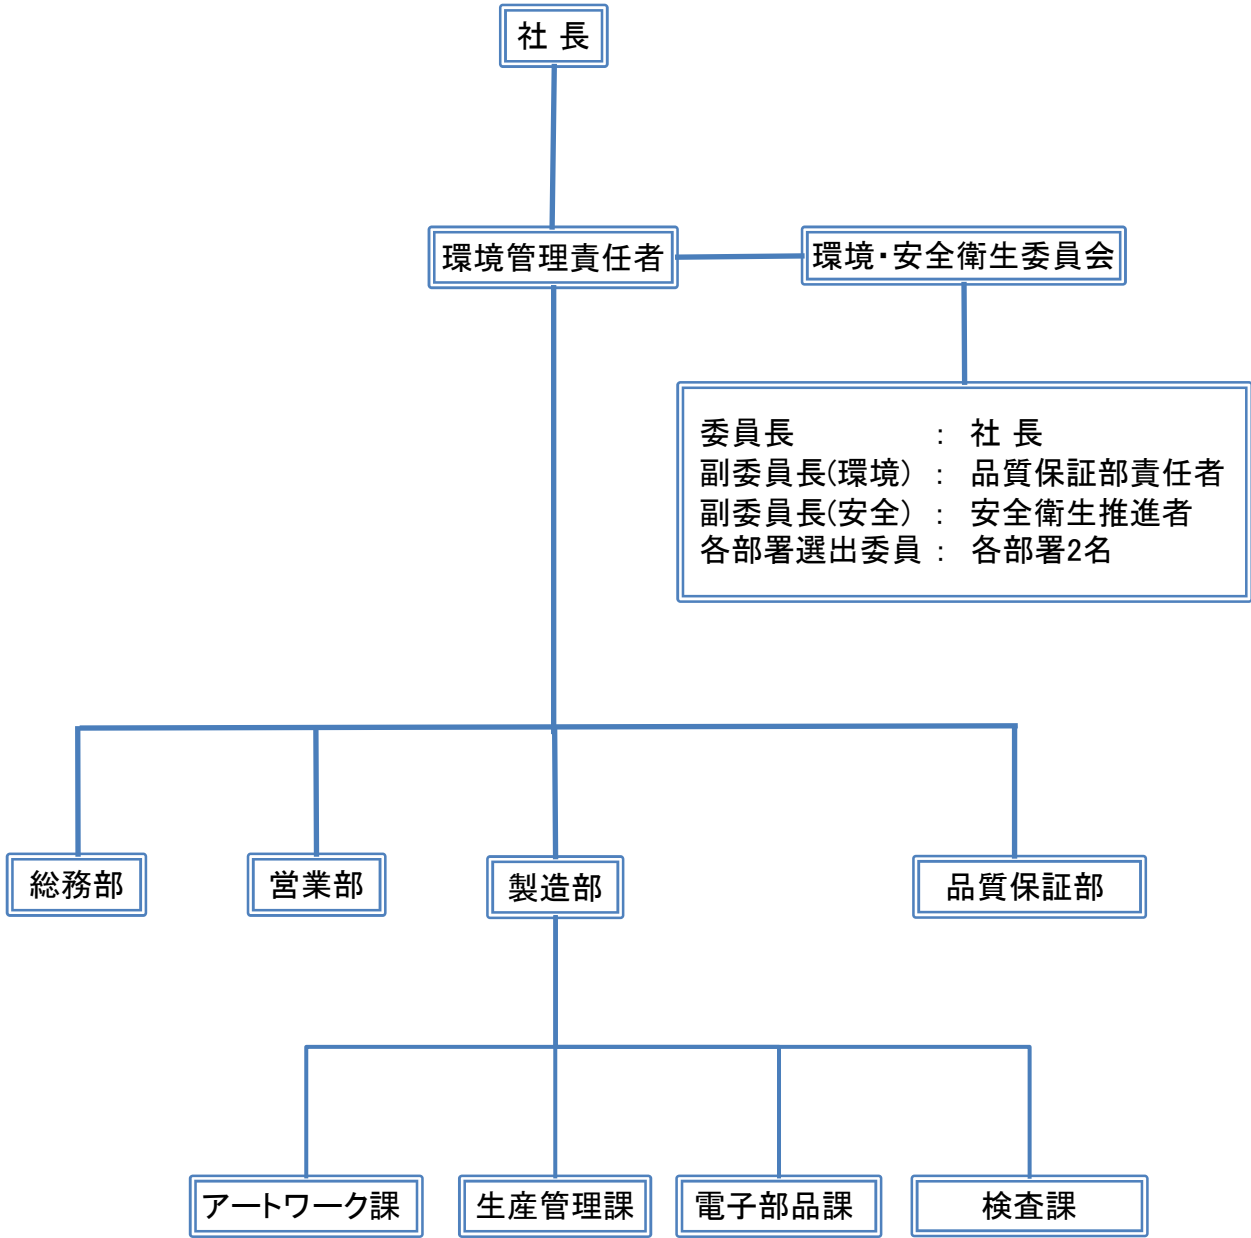 社 長
環境管理責任者
環境・安全衛生委員会
委員長 : 社 長
副委員長(環境) : 品質保証部責任者
副委員長(安全) : 安全衛生推進者
各部署選出委員 : 各部署2名
総務部
営業部
製造部
品質保証部
アートワーク課
生産管理課
電子部品課
検査課